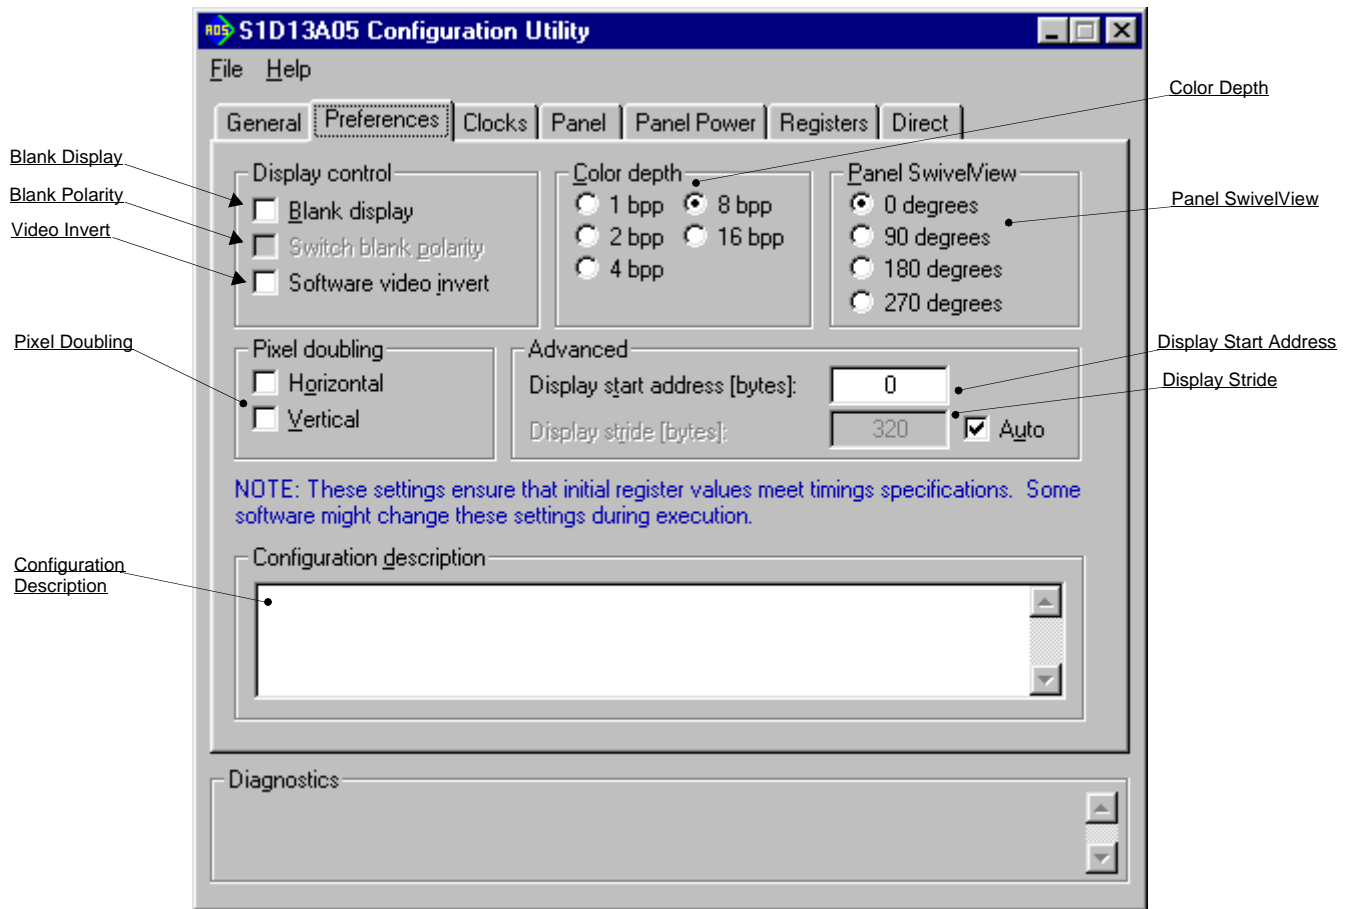 S1D13A05 Configuration Utility
File Help
Color Depth
General Preferences Clocks Panel Panel Power Registers Direct
Blank Display
Blank Polarity
Video Invert
Display control
Blank display
Switch blank polarity
Software video invert
Color depth
1 bpp 8 bpp
2 bpp 16 bpp
4 bpp
Panel SwivelView
0 degrees
90 degrees
180 degrees
270 degrees
Panel SwivelView
Pixel Doubling
Pixel doubling
Horizontal
Vertical
Advanced
Display start address [bytes]: 0
Display stride [bytes]: 320 Auto
Display Start Address
Display Stride
NOTE: These settings ensure that initial register values meet timings specifications. Some
software might change these settings during execution.
Configuration
Description
Configuration description
Diagnostics